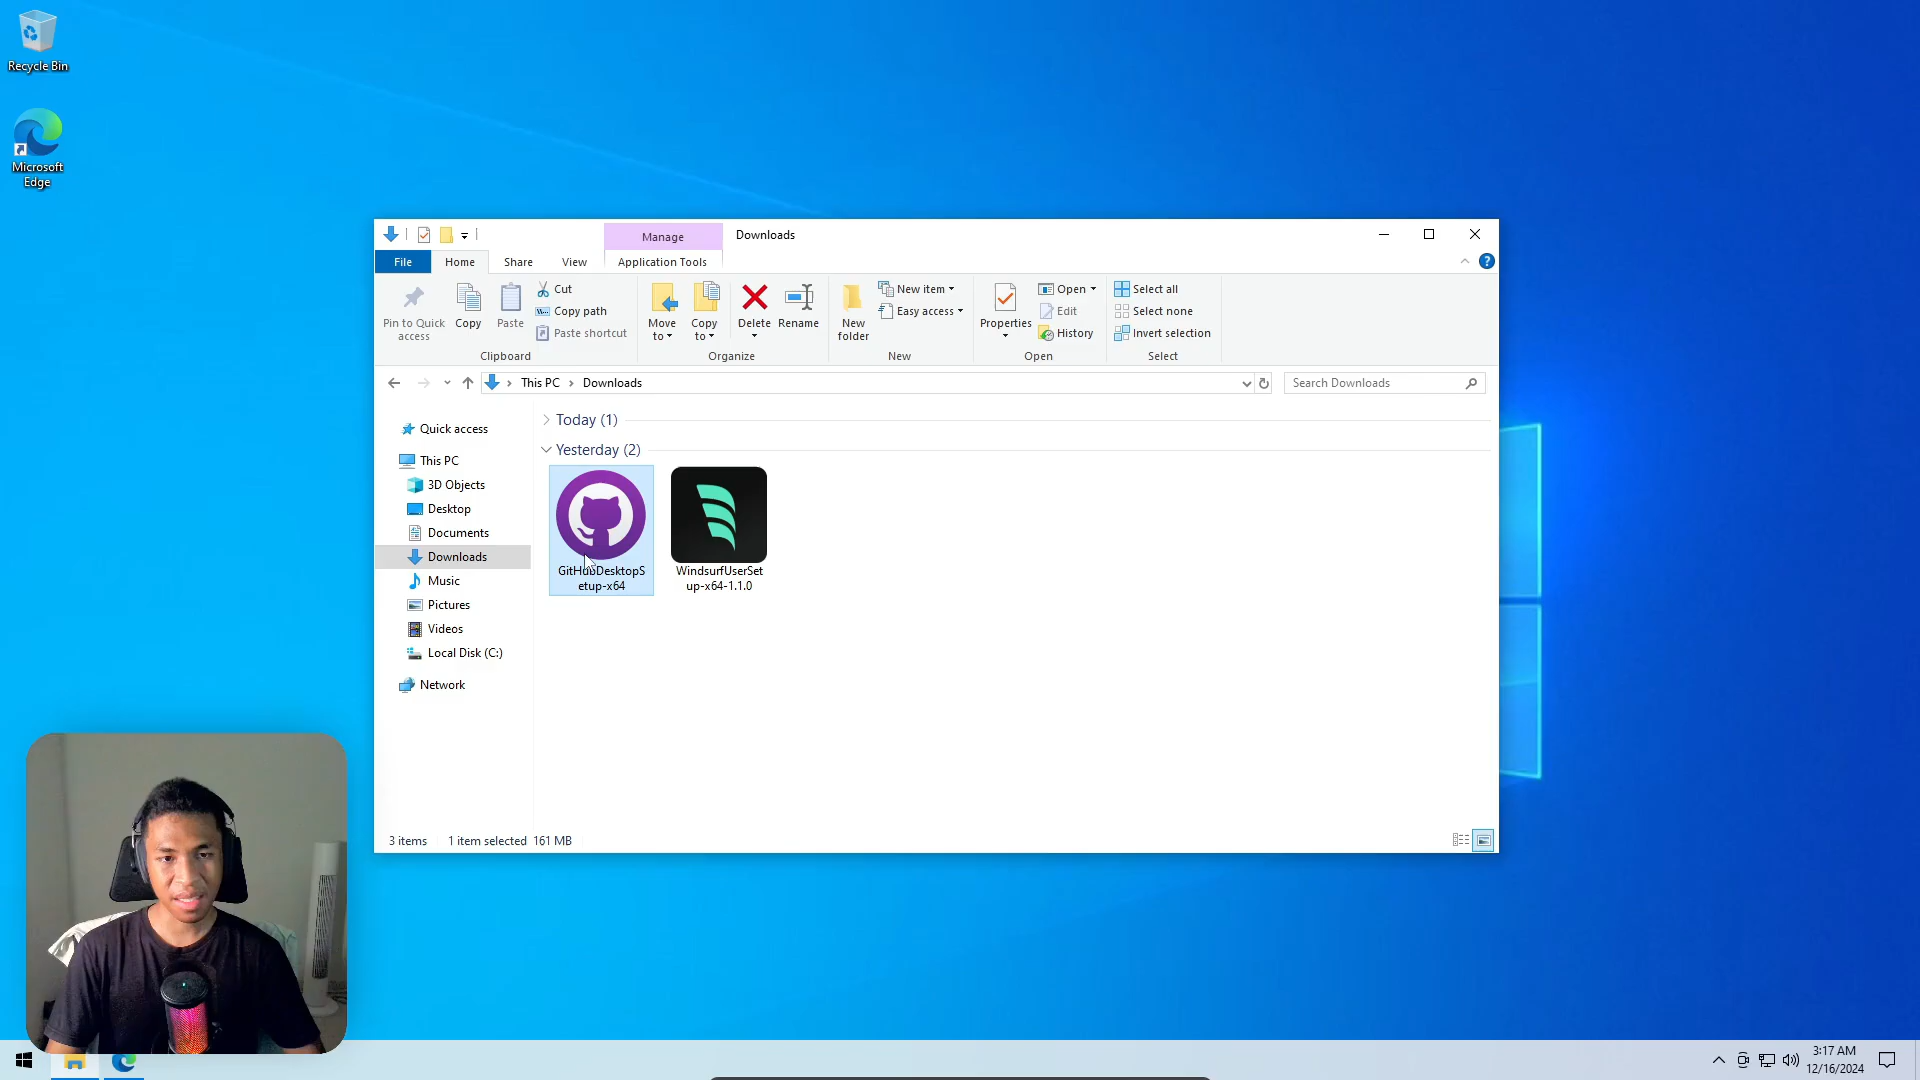 Recycle Bin
Microsoft
Edge
Manage
Downloads
File
Home
Share
View
Application Tools
Pin to Quick
access
Copy
Paste
Cut
Copy path
Paste shortcut
Clipboard
Move
to
Copy
to
Delete
Rename
Organize
New
folder
New item
Easy access
New
Properties
Open
Edit
History
Open
Select all
Select none
Invert selection
Select
This PC
Downloads
Search Downloads
Quick access
This PC
3D Objects
Desktop
Documents
Downloads
Music
Pictures
Videos
Local Disk (C:)
Network
Today (1)
Yesterday (2)
GitHubDesktopS
etup-x64
WindsurfUserSet
up-x64-1.1.0
3 items
1 item selected 161 MB
3:17 AM
12/16/2024